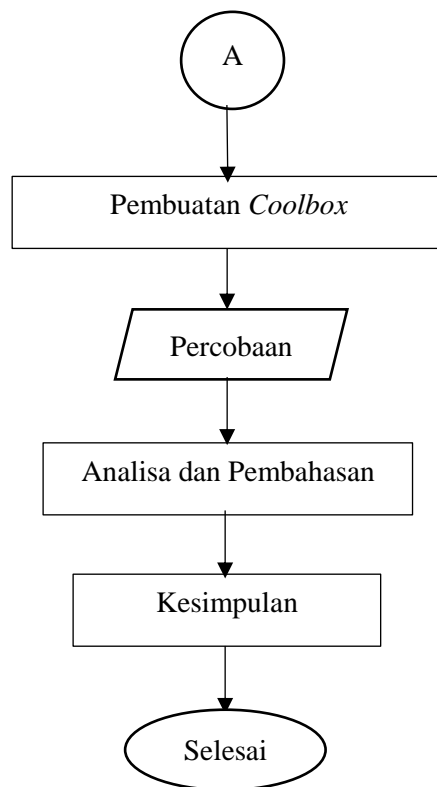 A
Pembuatan Coolbox
Percobaan
Analisa dan Pembahasan
Kesimpulan
Selesai